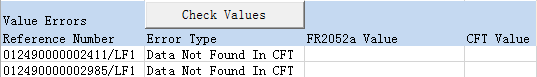 Value Errors Check Values
Reference Number Error Type FR2052a Value CFT Value
012490000002411/LF1 Data Not Found In CFT
012490000002985/LF1 Data Not Found In CFT